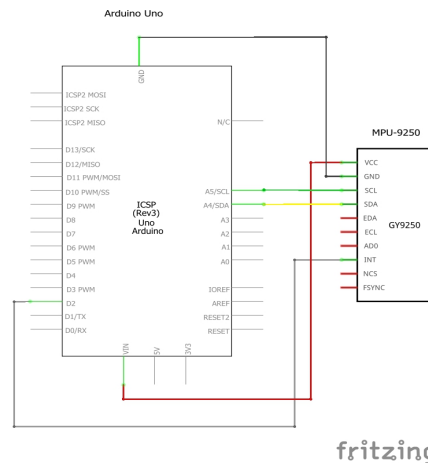 Arduino Uno
GND
ICSP2 MOSI
ICSP2 SCK
ICSP2 MISO
N/C
D13/SCK
D12/MISO
D11 PWM/MOSI
D10 PWM/SS
D9 PWM
D8
D7
D6 PWM
D5 PWM
D4
D3 PWM
D2
D1/TX
D0/RX
ICSP
(Rev3)
Uno
Arduino
A5/SCL
A4/SDA
A3
A2
A1
A0
IOREF
AREF
RESET2
RESET
VIN
5V
3V3
MPU-9250
VCC
GND
SCL
SDA
EDA
ECL
AD0
INT
NCS
FSYNC
GY9250
fritzing